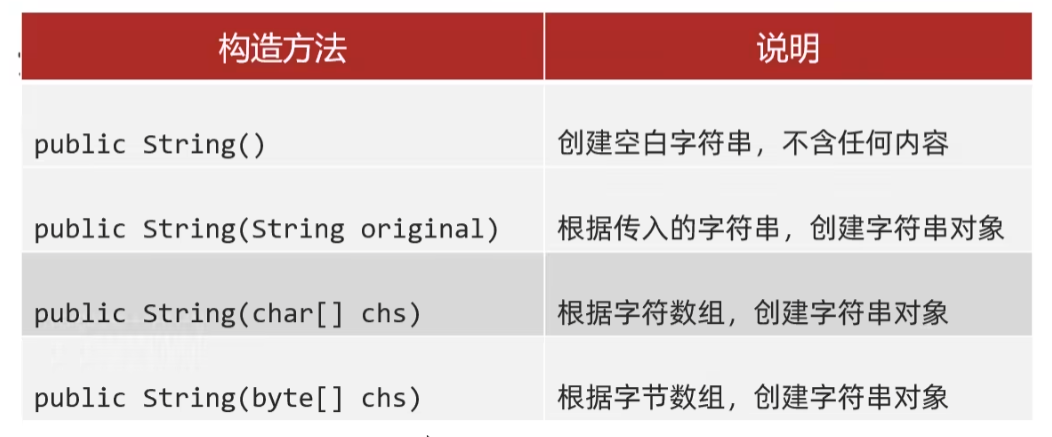 构造方法 说明
public String() 创建空白字符串，不含任何内容
public String(String original) 根据传入的字符串，创建字符串对象
public String(char[] chs) 根据字符数组，创建字符串对象
public String(byte[] chs) 根据字节数组，创建字符串对象